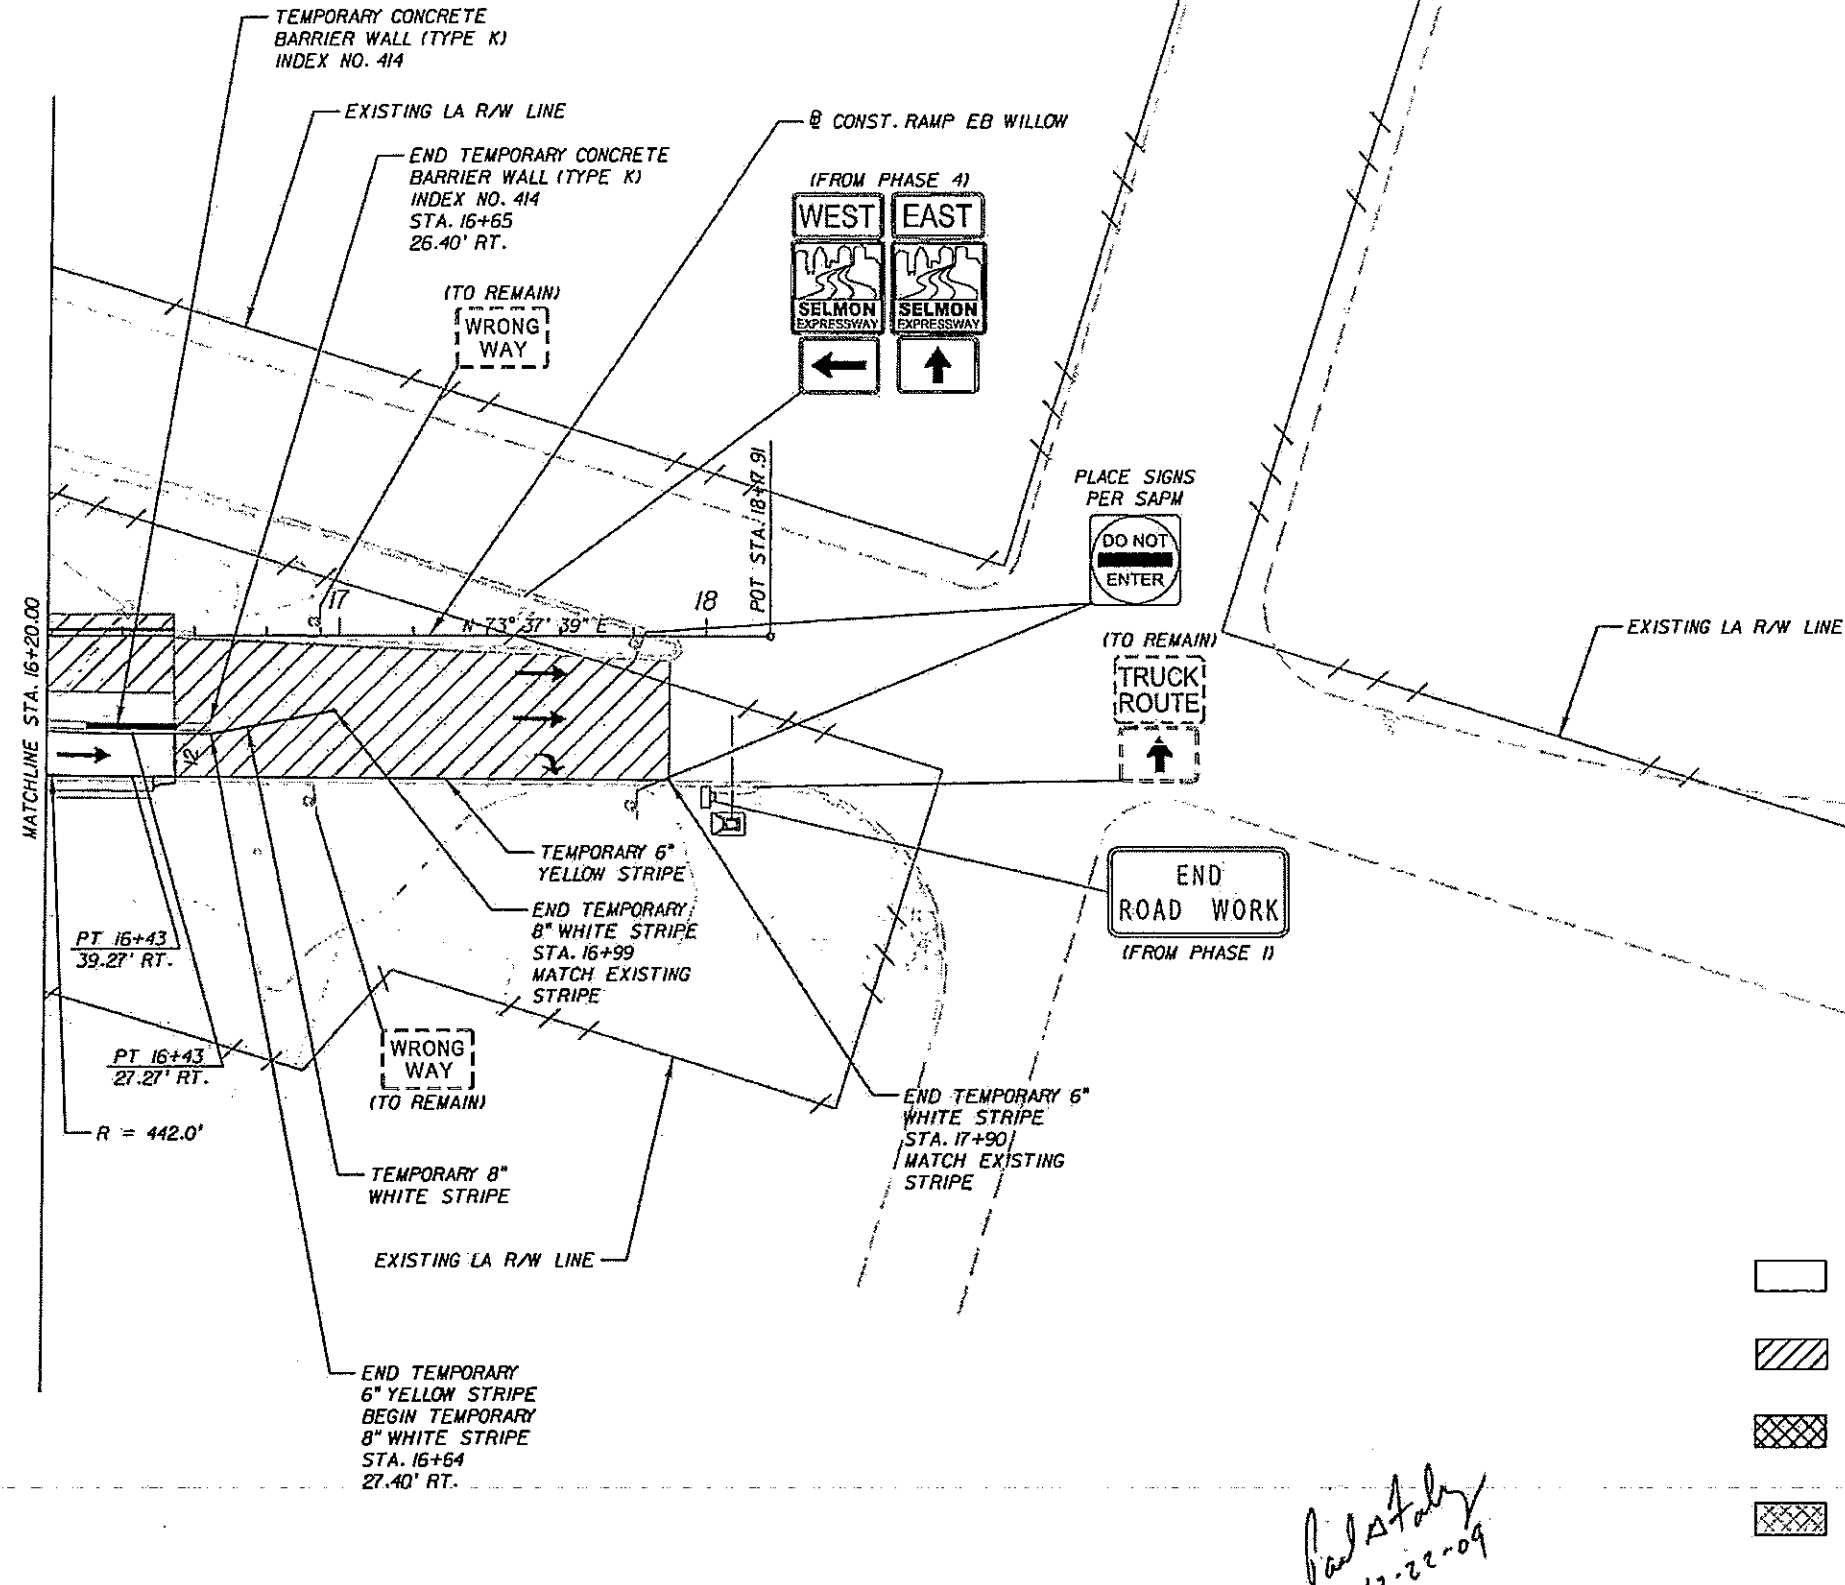 TEMPORARY CONCRETE
BARRIER WALL (TYPE K)
INDEX NO. 414
EXISTING LA R/W LINE
END TEMPORARY CONCRETE
BARRIER WALL (TYPE K)
INDEX NO. 414
STA. 16+65
26.40' RT.
(TO REMAIN)
WRONG
WAY
℄ CONST. RAMP EB WILLOW
(FROM PHASE 4)
WEST
EAST
SELMON
EXPRESSWAY
SELMON
EXPRESSWAY
POT STA. 18+17.91
PLACE SIGNS
PER SAPM
DO NOT
ENTER
17
18
N 73° 37' 39" E
MATCHLINE STA. 16+20.00
12
(TO REMAIN)
TRUCK
ROUTE
EXISTING LA R/W LINE
END
ROAD WORK
(FROM PHASE 1)
TEMPORARY 6"
YELLOW STRIPE
END TEMPORARY
8" WHITE STRIPE
STA. 16+99
MATCH EXISTING
STRIPE
PT 16+43
39.27' RT.
PT 16+43
27.27' RT.
R = 442.0'
WRONG
WAY
(TO REMAIN)
TEMPORARY 8"
WHITE STRIPE
EXISTING LA R/W LINE
END TEMPORARY 6"
WHITE STRIPE
STA. 17+90
MATCH EXISTING
STRIPE
END TEMPORARY
6" YELLOW STRIPE
BEGIN TEMPORARY
8" WHITE STRIPE
STA. 16+64
27.40' RT.
Paul
-22-09